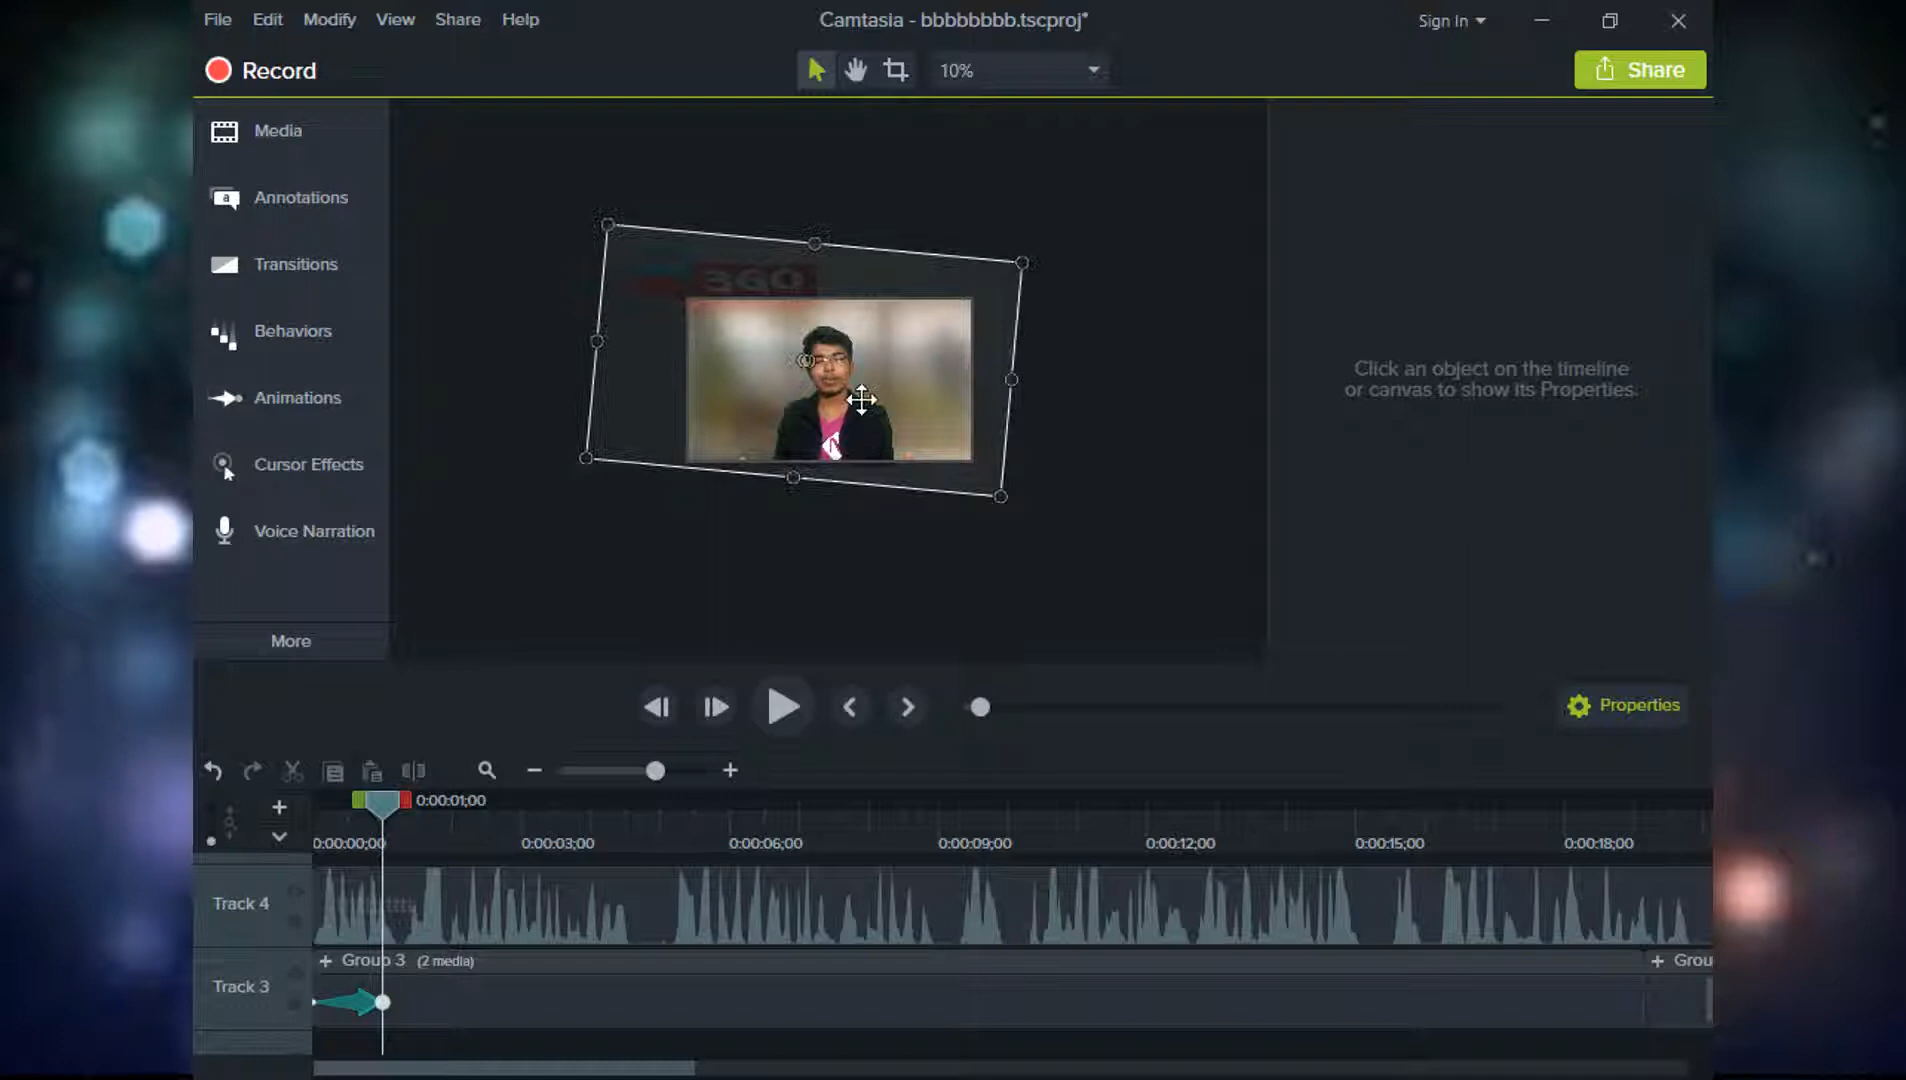 File Edit Modify View Share Help
Camtasia - bbbbbbbb.tscproj*
Sign In
Record
10%
Share
Media
Annotations
Transitions
Behaviors
Animations
Cursor Effects
Voice Narration
More
360
Click an object on the timeline
or canvas to show its Properties.
Properties
0:00:01;00
0:00:00;00 0:00:03;00 0:00:06;00 0:00:09;00 0:00:12;00 0:00:15;00 0:00:18;00
Track 4
+ Group 3 (2 media)
+ Grou
Track 3